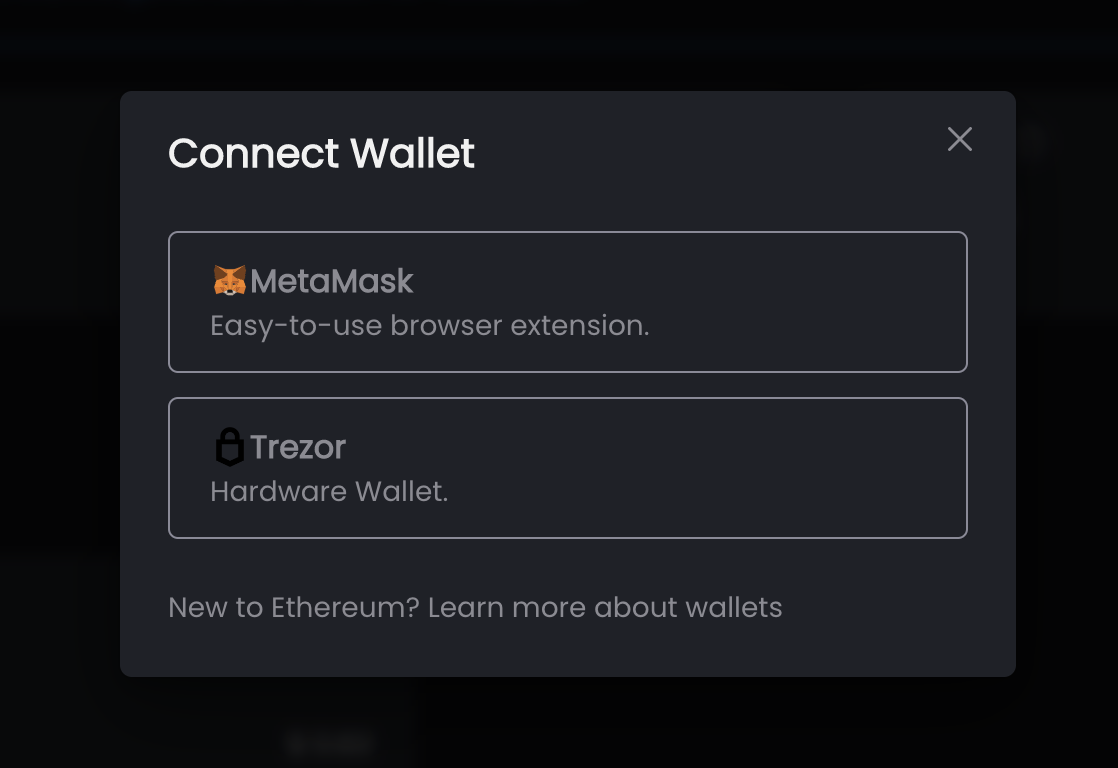 Connect Wallet
MetaMask
Easy-to-use browser extension.
Trezor
Hardware Wallet.
New to Ethereum? Learn more about wallets